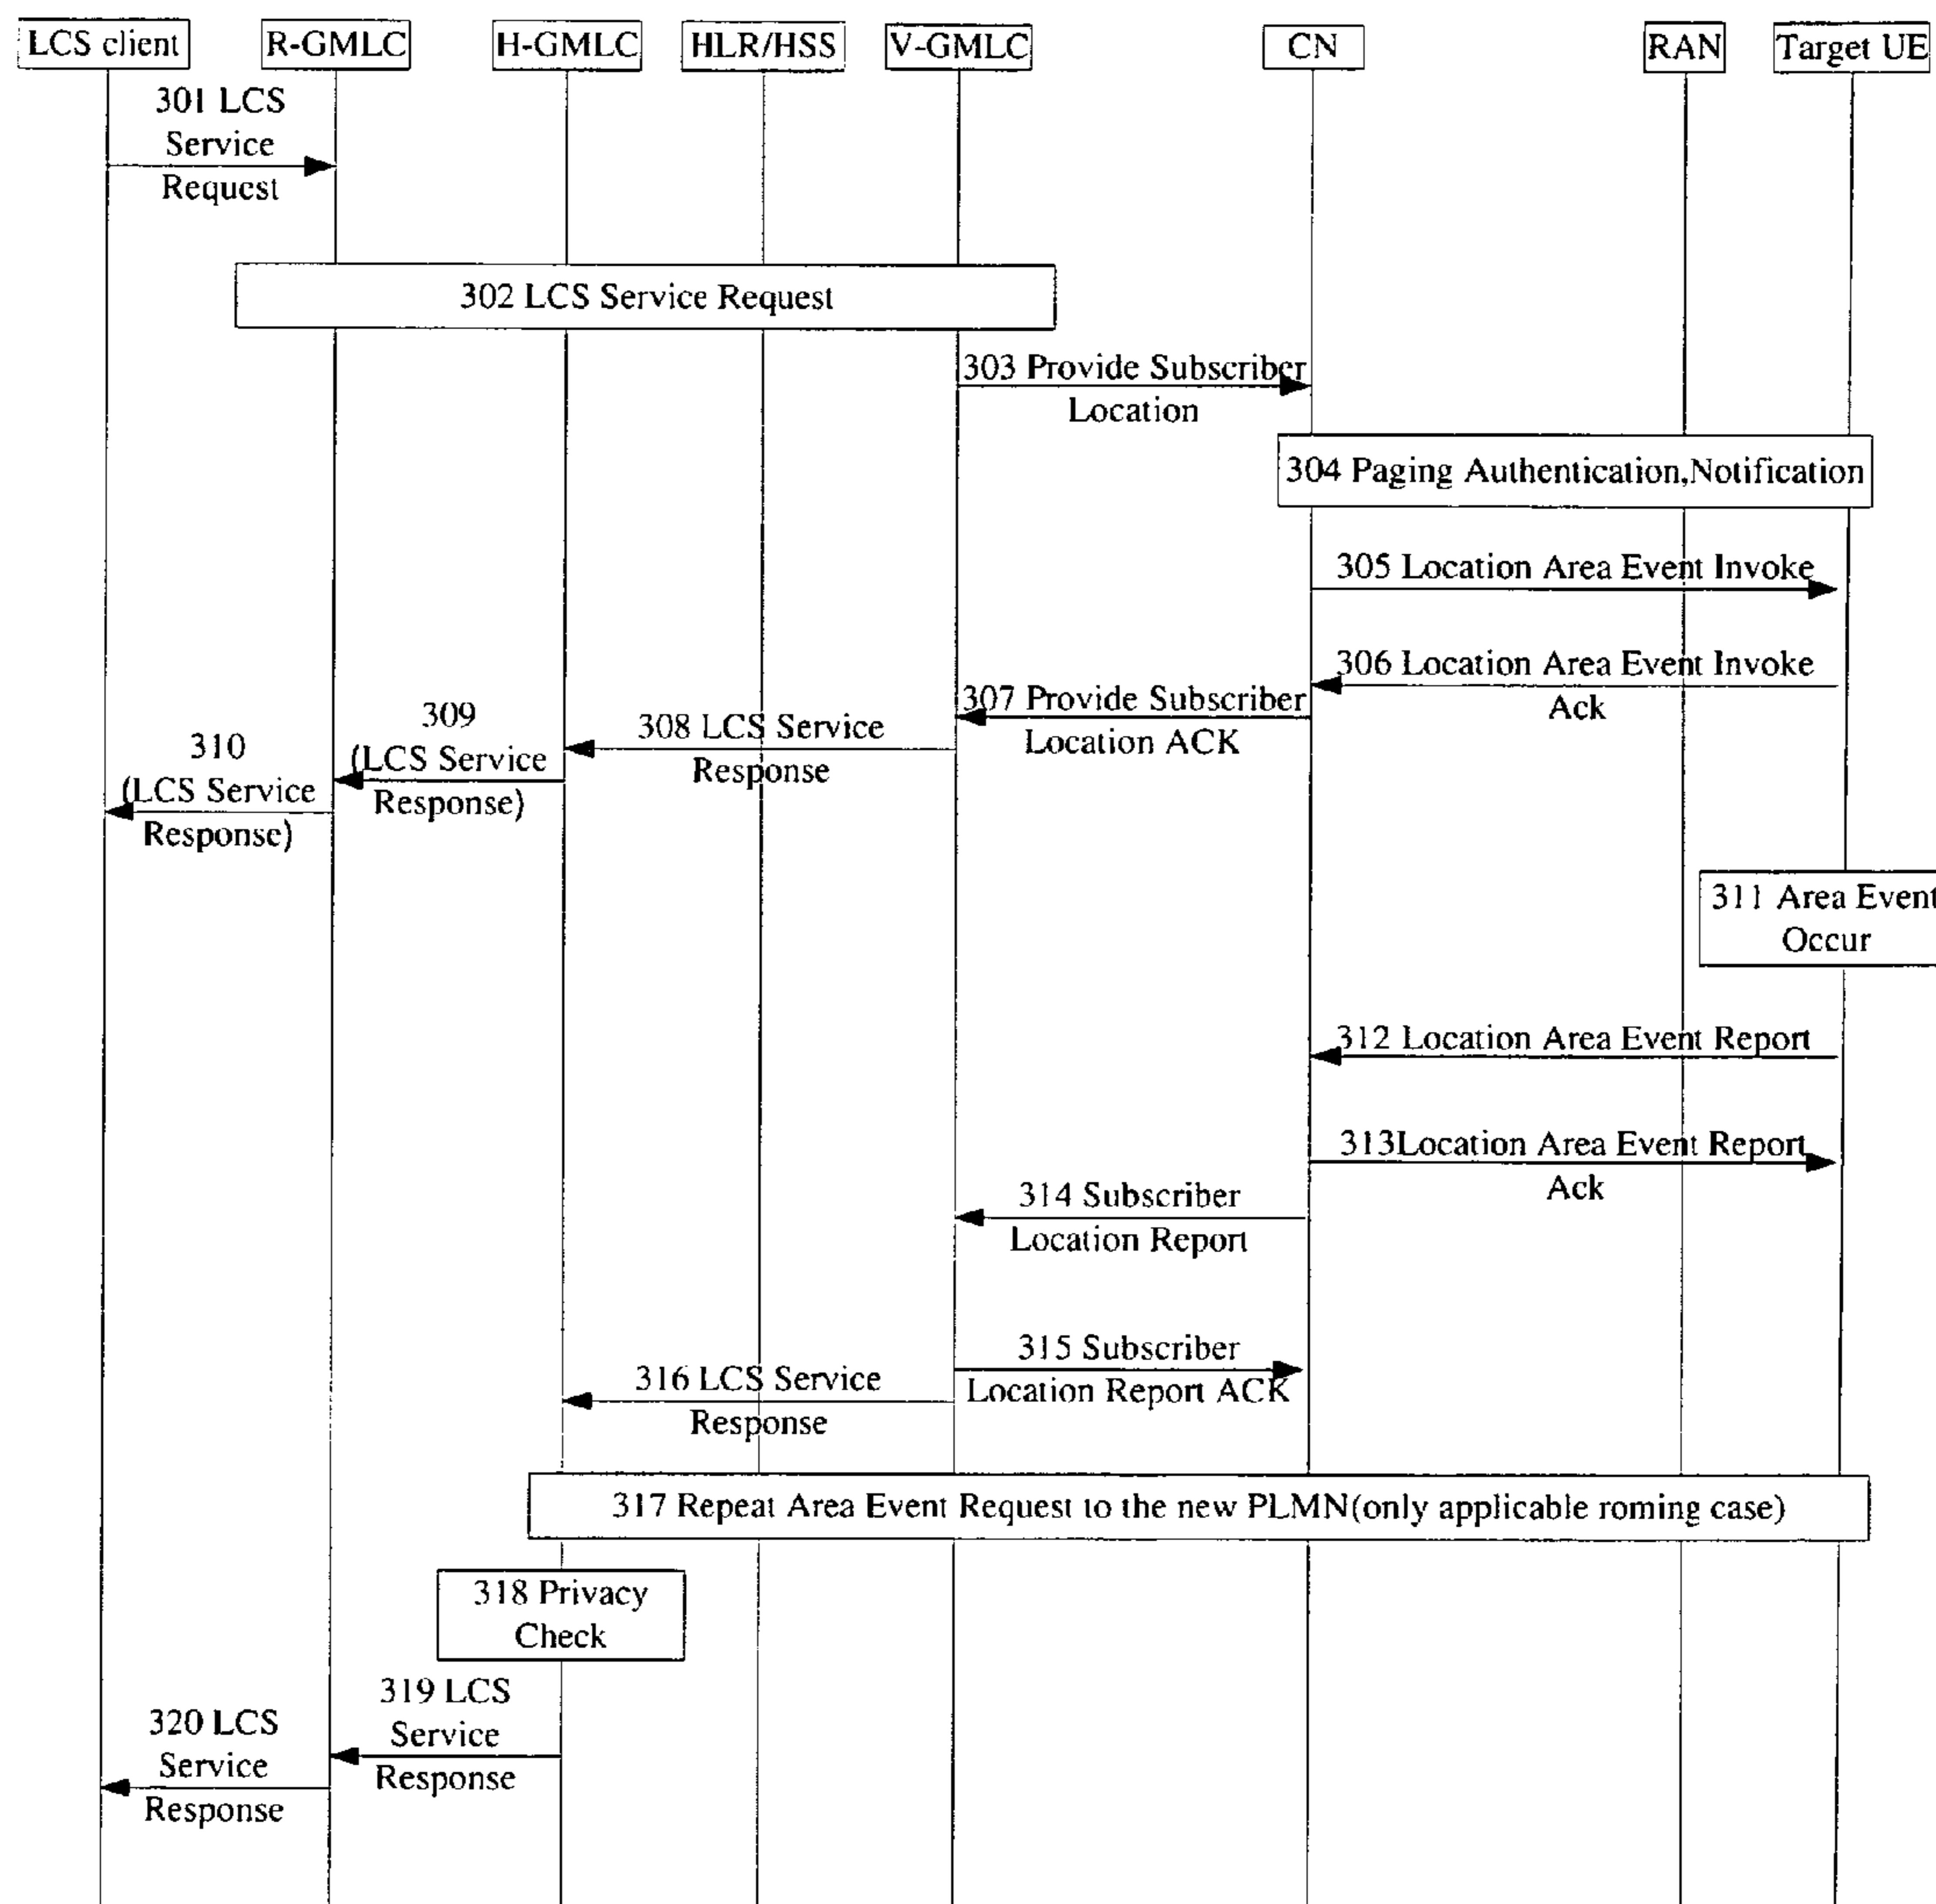 LCS client
R-GMLC
H-GMLC
HLR/HSS
V-GMLC
CN
RAN
Target UE
301 LCS
Service
Request
302 LCS Service Request
303 Provide Subscriber
Location
304 Paging Authentication,Notification
305 Location Area Event Invoke
306 Location Area Event Invoke
Ack
307 Provide Subscriber
Location ACK
308 LCS Service
Response
309
(LCS Service
Response)
310
(LCS Service
Response)
311 Area Event
Occur
312 Location Area Event Report
313Location Area Event Report
Ack
314 Subscriber
Location Report
315 Subscriber
Location Report ACK
316 LCS Service
Response
317 Repeat Area Event Request to the new PLMN(only applicable roming case)
318 Privacy
Check
319 LCS
Service
Response
320 LCS
Service
Response